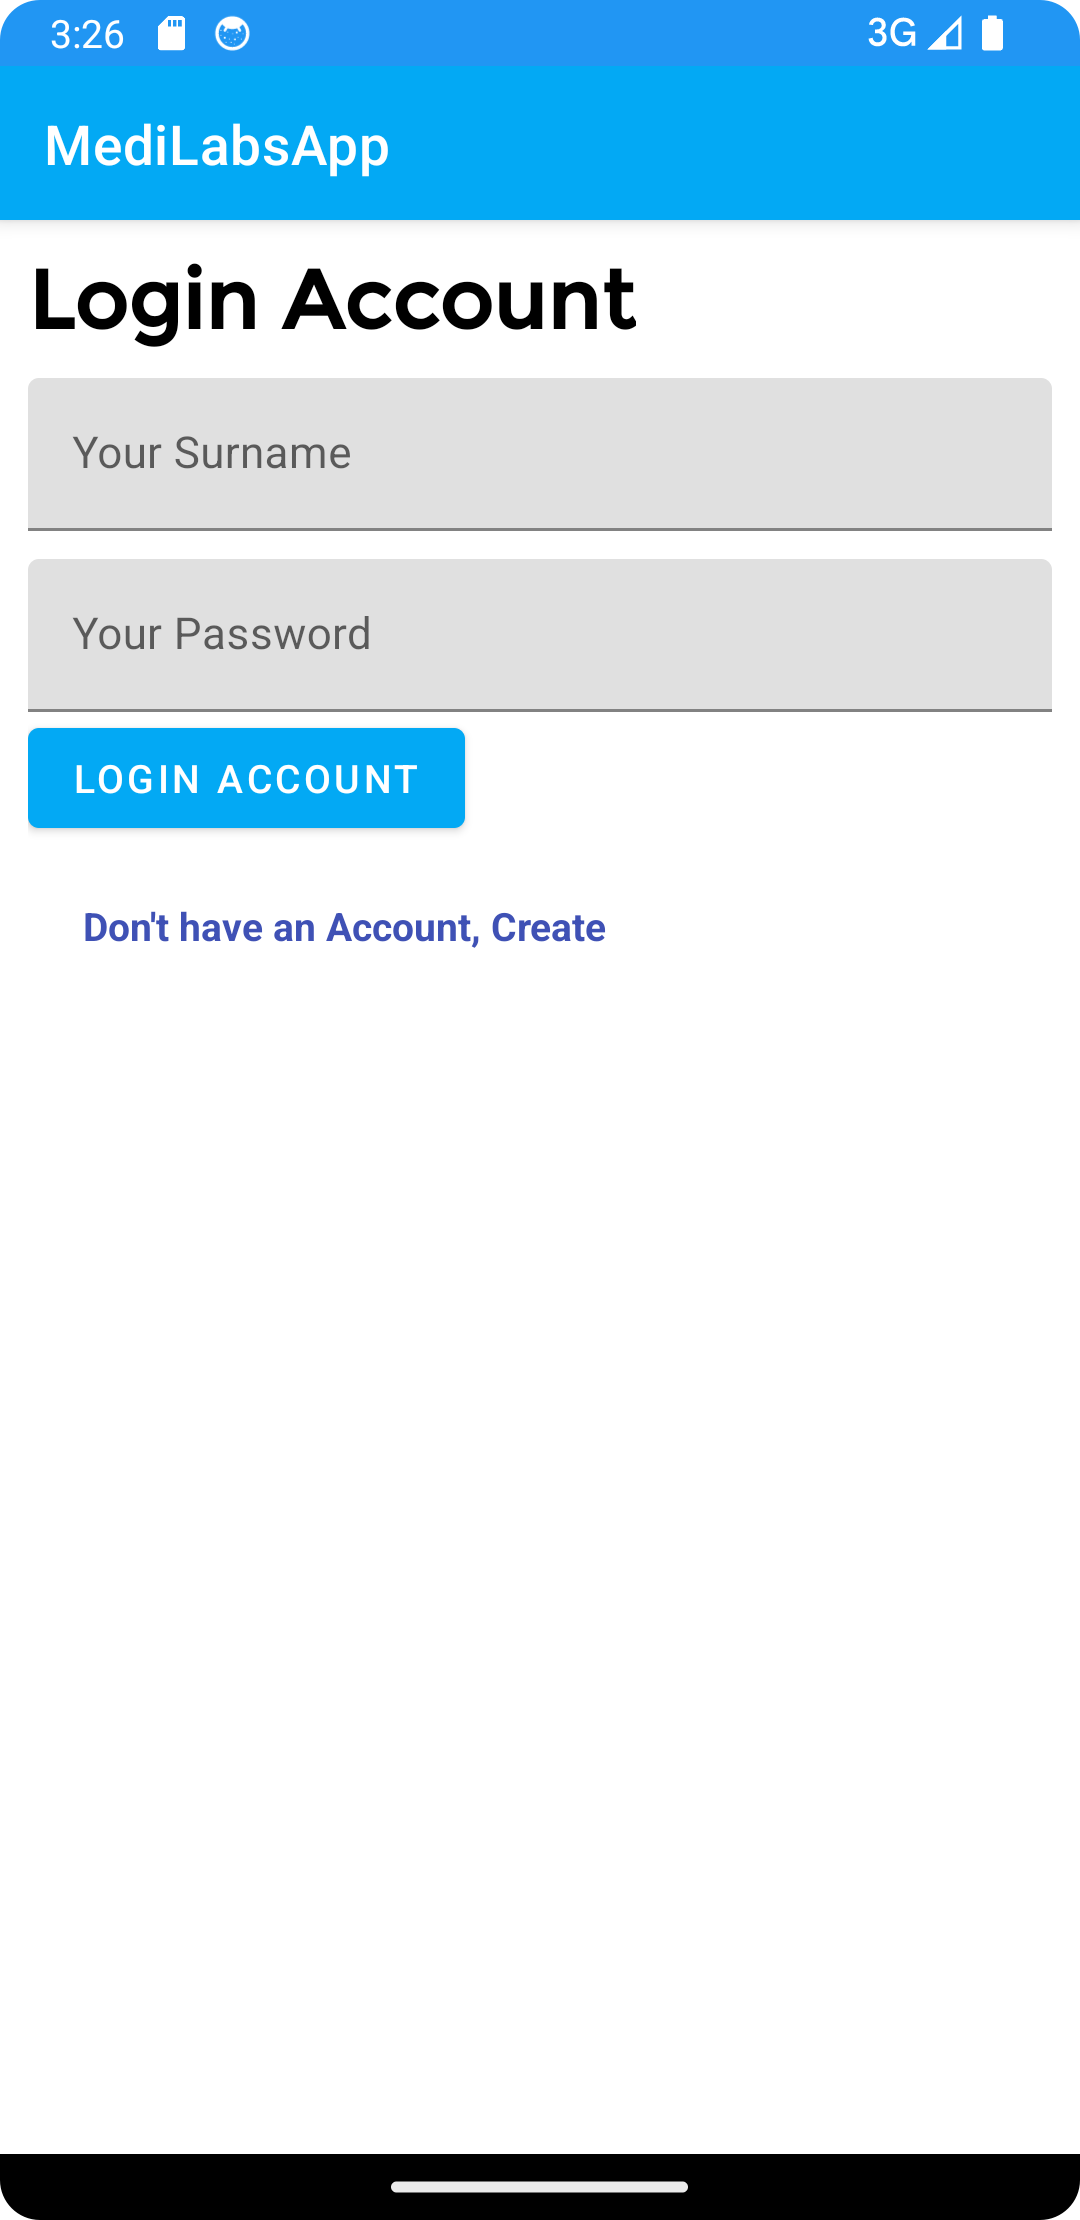 3:26 3G
MediLabsApp
Login Account
Your Surname
Your Password
LOGIN ACCOUNT
Don't have an Account, Create